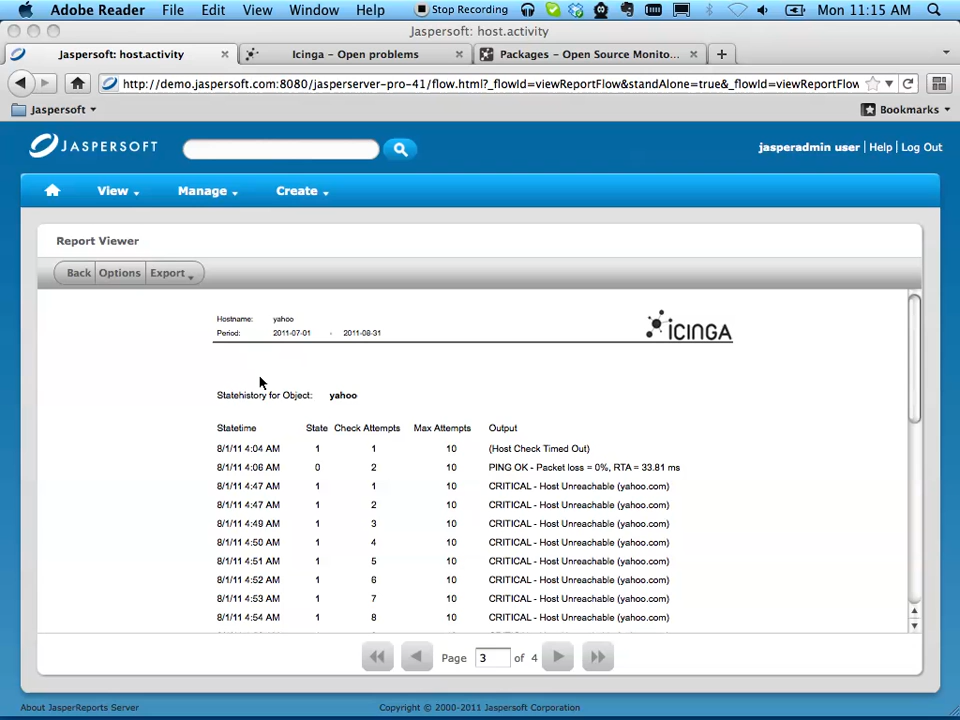 Adobe Reader File Edit View Window Help Stop Recording Mon 11:15 AM
Jaspersoft: host.activity
Jaspersoft: host.activity Icinga – Open problems Packages – Open Source Monito...
http://demo.jaspersoft.com:8080/jasperserver-pro-41/flow.html?_flowId=viewReportFlow&standAlone=true&_flowId=viewReportFlow
Jaspersoft Bookmarks
JASPERSOFT jasperadmin user Help Log Out
View Manage Create
Report Viewer
Back Options Export
Hostname: yahoo
Period: 2011-07-01 - 2011-08-31
ICINGA
Statehistory for Object: yahoo
Statetime State Check Attempts Max Attempts Output
8/1/11 4:04 AM 1 1 10 (Host Check Timed Out)
8/1/11 4:06 AM 0 2 10 PING OK - Packet loss = 0%, RTA = 33.81 ms
8/1/11 4:47 AM 1 1 10 CRITICAL - Host Unreachable (yahoo.com)
8/1/11 4:47 AM 1 2 10 CRITICAL - Host Unreachable (yahoo.com)
8/1/11 4:49 AM 1 3 10 CRITICAL - Host Unreachable (yahoo.com)
8/1/11 4:50 AM 1 4 10 CRITICAL - Host Unreachable (yahoo.com)
8/1/11 4:51 AM 1 5 10 CRITICAL - Host Unreachable (yahoo.com)
8/1/11 4:52 AM 1 6 10 CRITICAL - Host Unreachable (yahoo.com)
8/1/11 4:53 AM 1 7 10 CRITICAL - Host Unreachable (yahoo.com)
8/1/11 4:54 AM 1 8 10 CRITICAL - Host Unreachable (yahoo.com)
Page 3 of 4
About JasperReports Server Copyright © 2000-2011 Jaspersoft Corporation